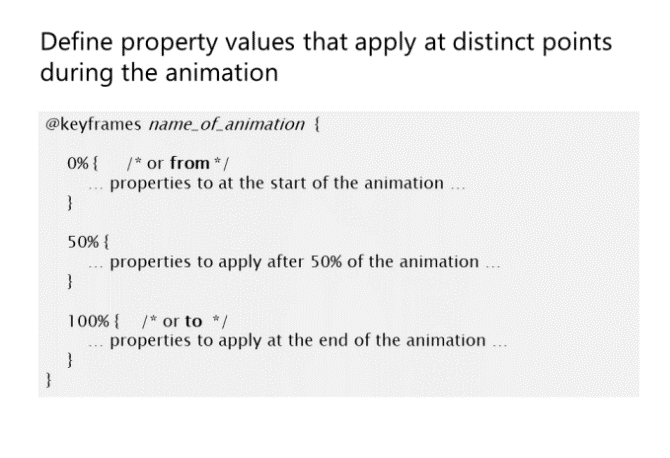 Define property values that apply at distinct points
during the animation
@keyframes name_of_animation {
0% { /* or from */
... properties to at the start of the animation ...
}
50% {
... properties to apply after 50% of the animation ...
}
100% { /* or to */
... properties to apply at the end of the animation ...
}
}